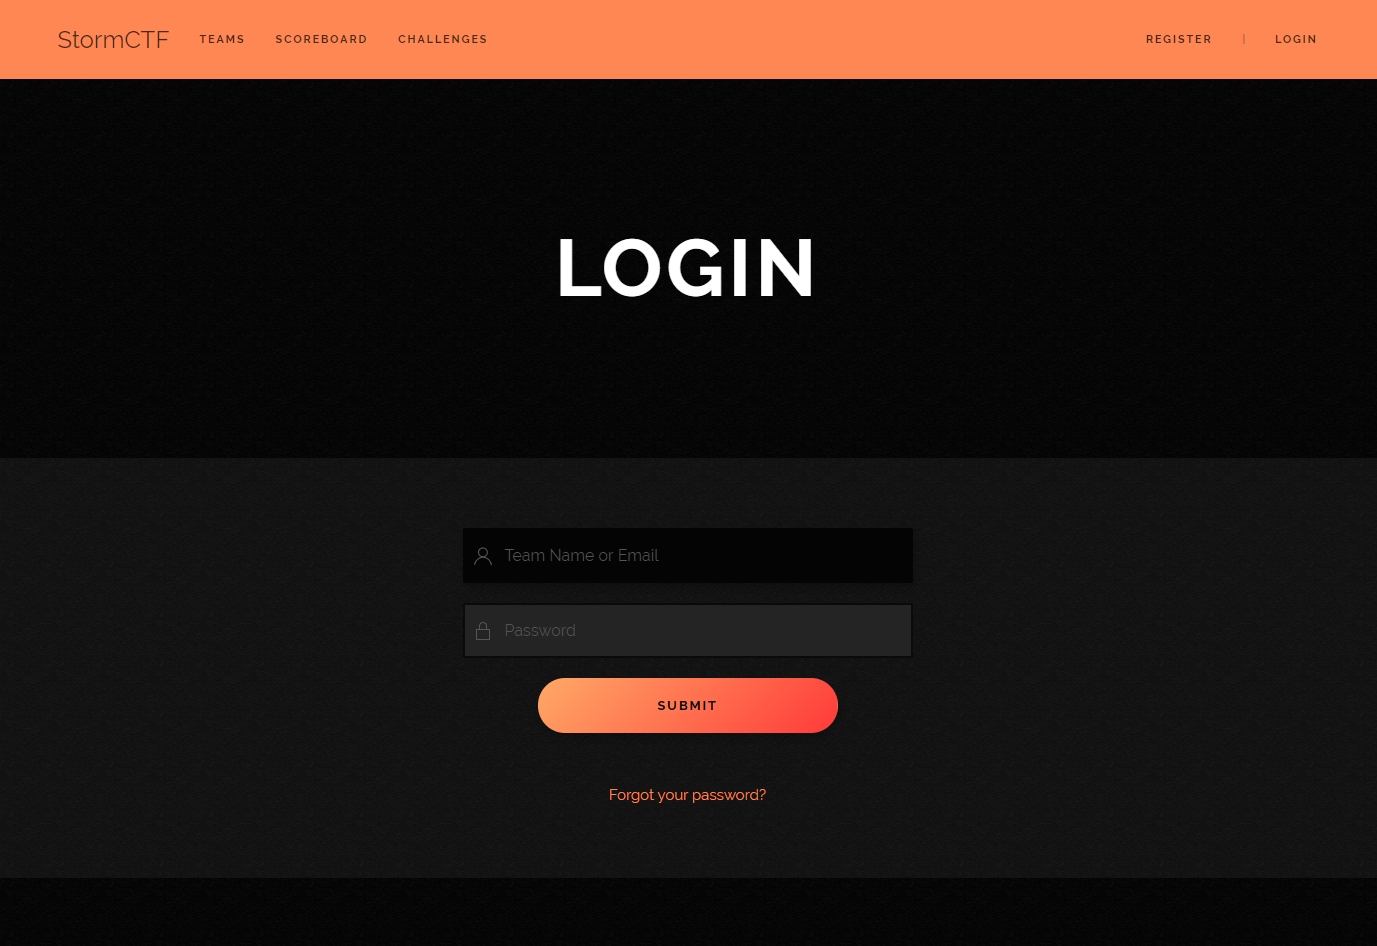 StormCTF TEAMS SCOREBOARD CHALLENGES REGISTER | LOGIN
LOGIN
Team Name or Email
Password
SUBMIT
Forgot your password?